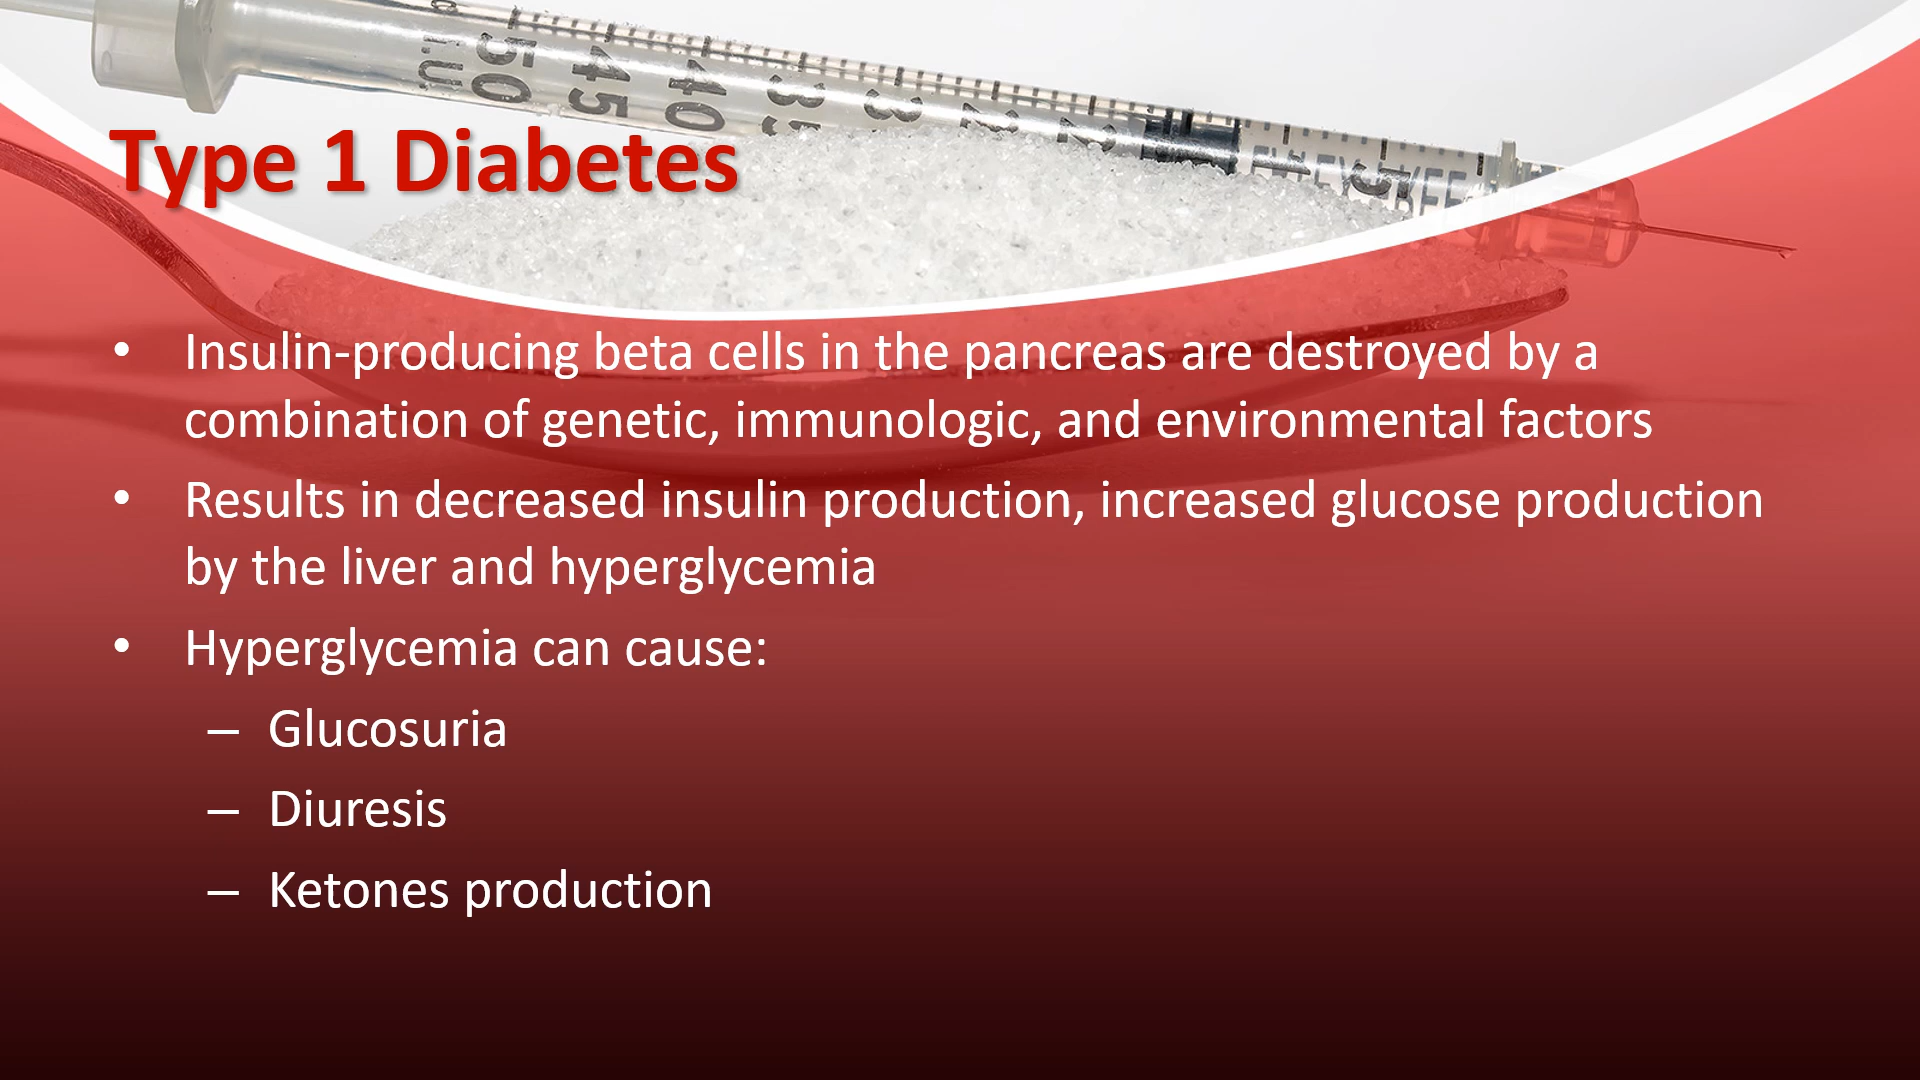 Type 1 Diabetes
• Insulin-producing beta cells in the pancreas are destroyed by a
combination of genetic, immunologic, and environmental factors
• Results in decreased insulin production, increased glucose production
by the liver and hyperglycemia
• Hyperglycemia can cause:
– Glucosuria
– Diuresis
– Ketones production